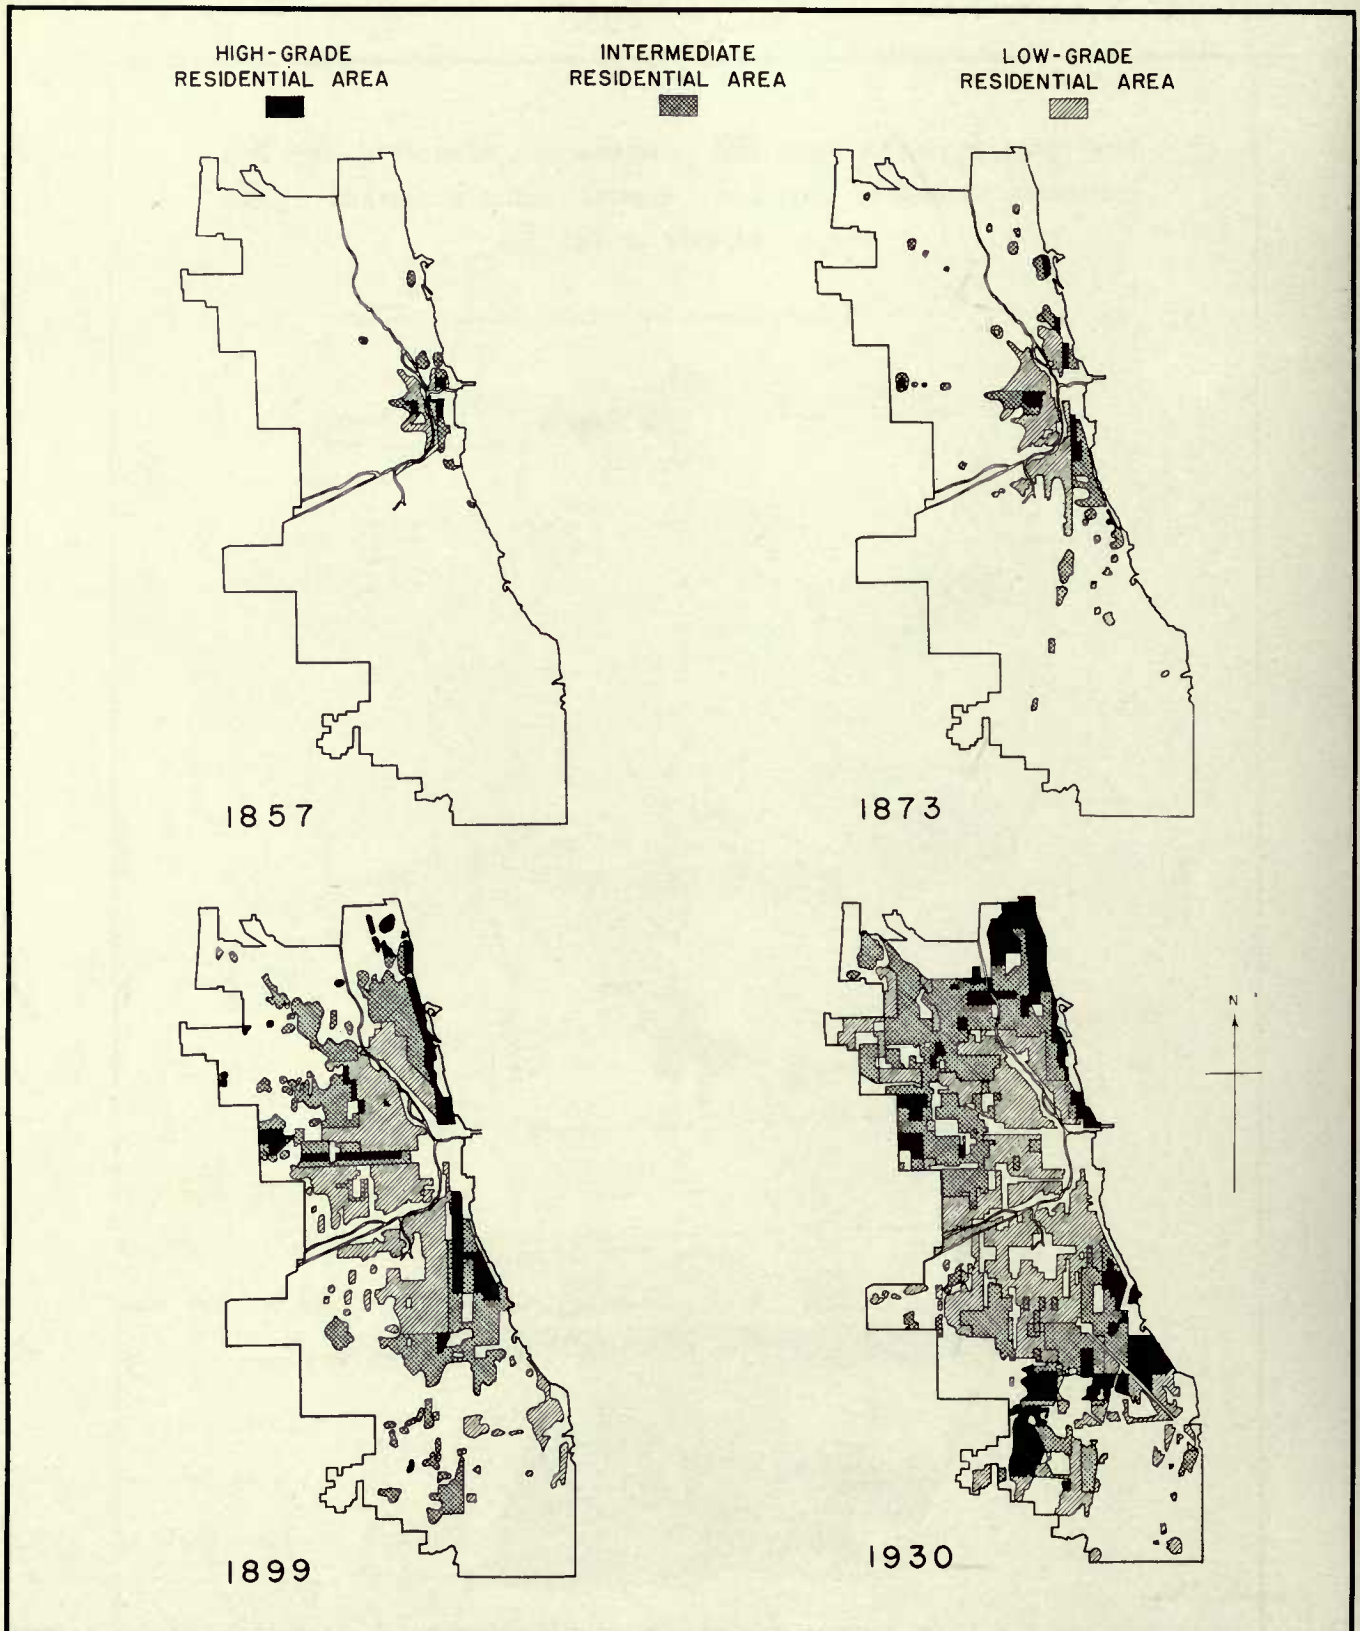 HIGH-GRADE
RESIDENTIAL AREA
INTERMEDIATE
RESIDENTIAL AREA
LOW-GRADE
RESIDENTIAL AREA
1857
1873
1899
1930
N